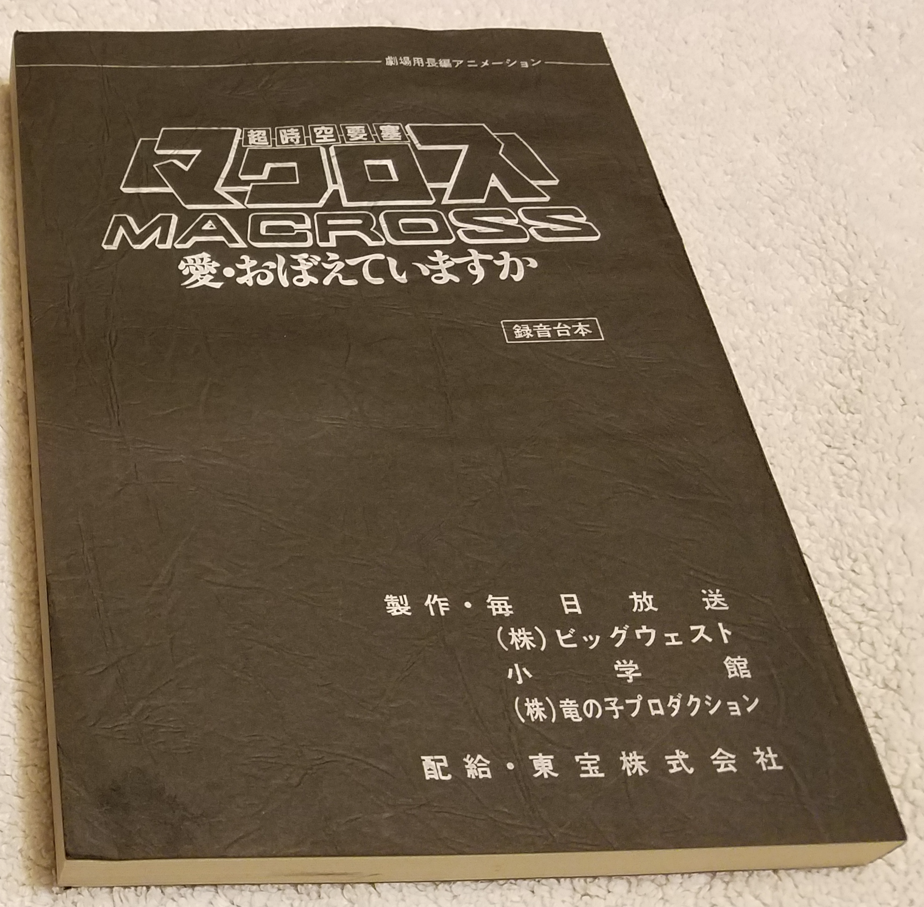 劇場用長編アニメーション
超時空要塞
マクロス
MACROSS
愛・おぼえていますか
録音台本
製作・毎日放送
(株)ビッグウェスト
小学館
(株)竜の子プロダクション
配給・東宝株式会社